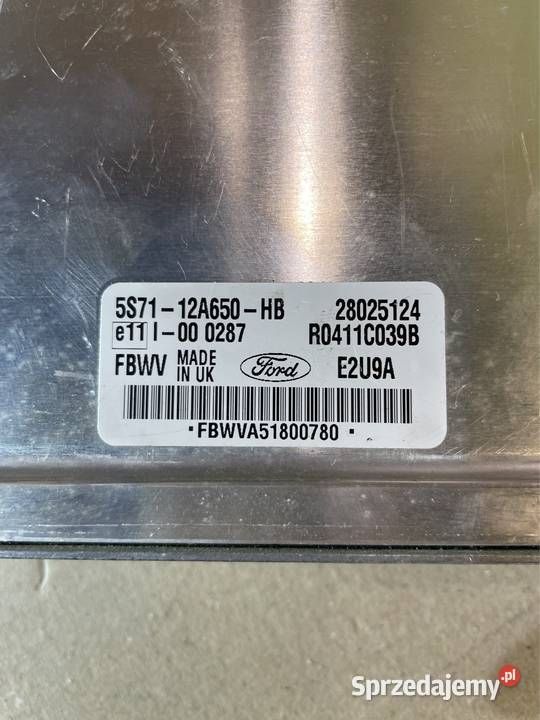 5S71-12A650-HB 28025124
e11 I-00 0287 R0411C039B
FBWV MADE IN UK Ford E2U9A
·FBWVA51800780·
Sprzedajemy.pl